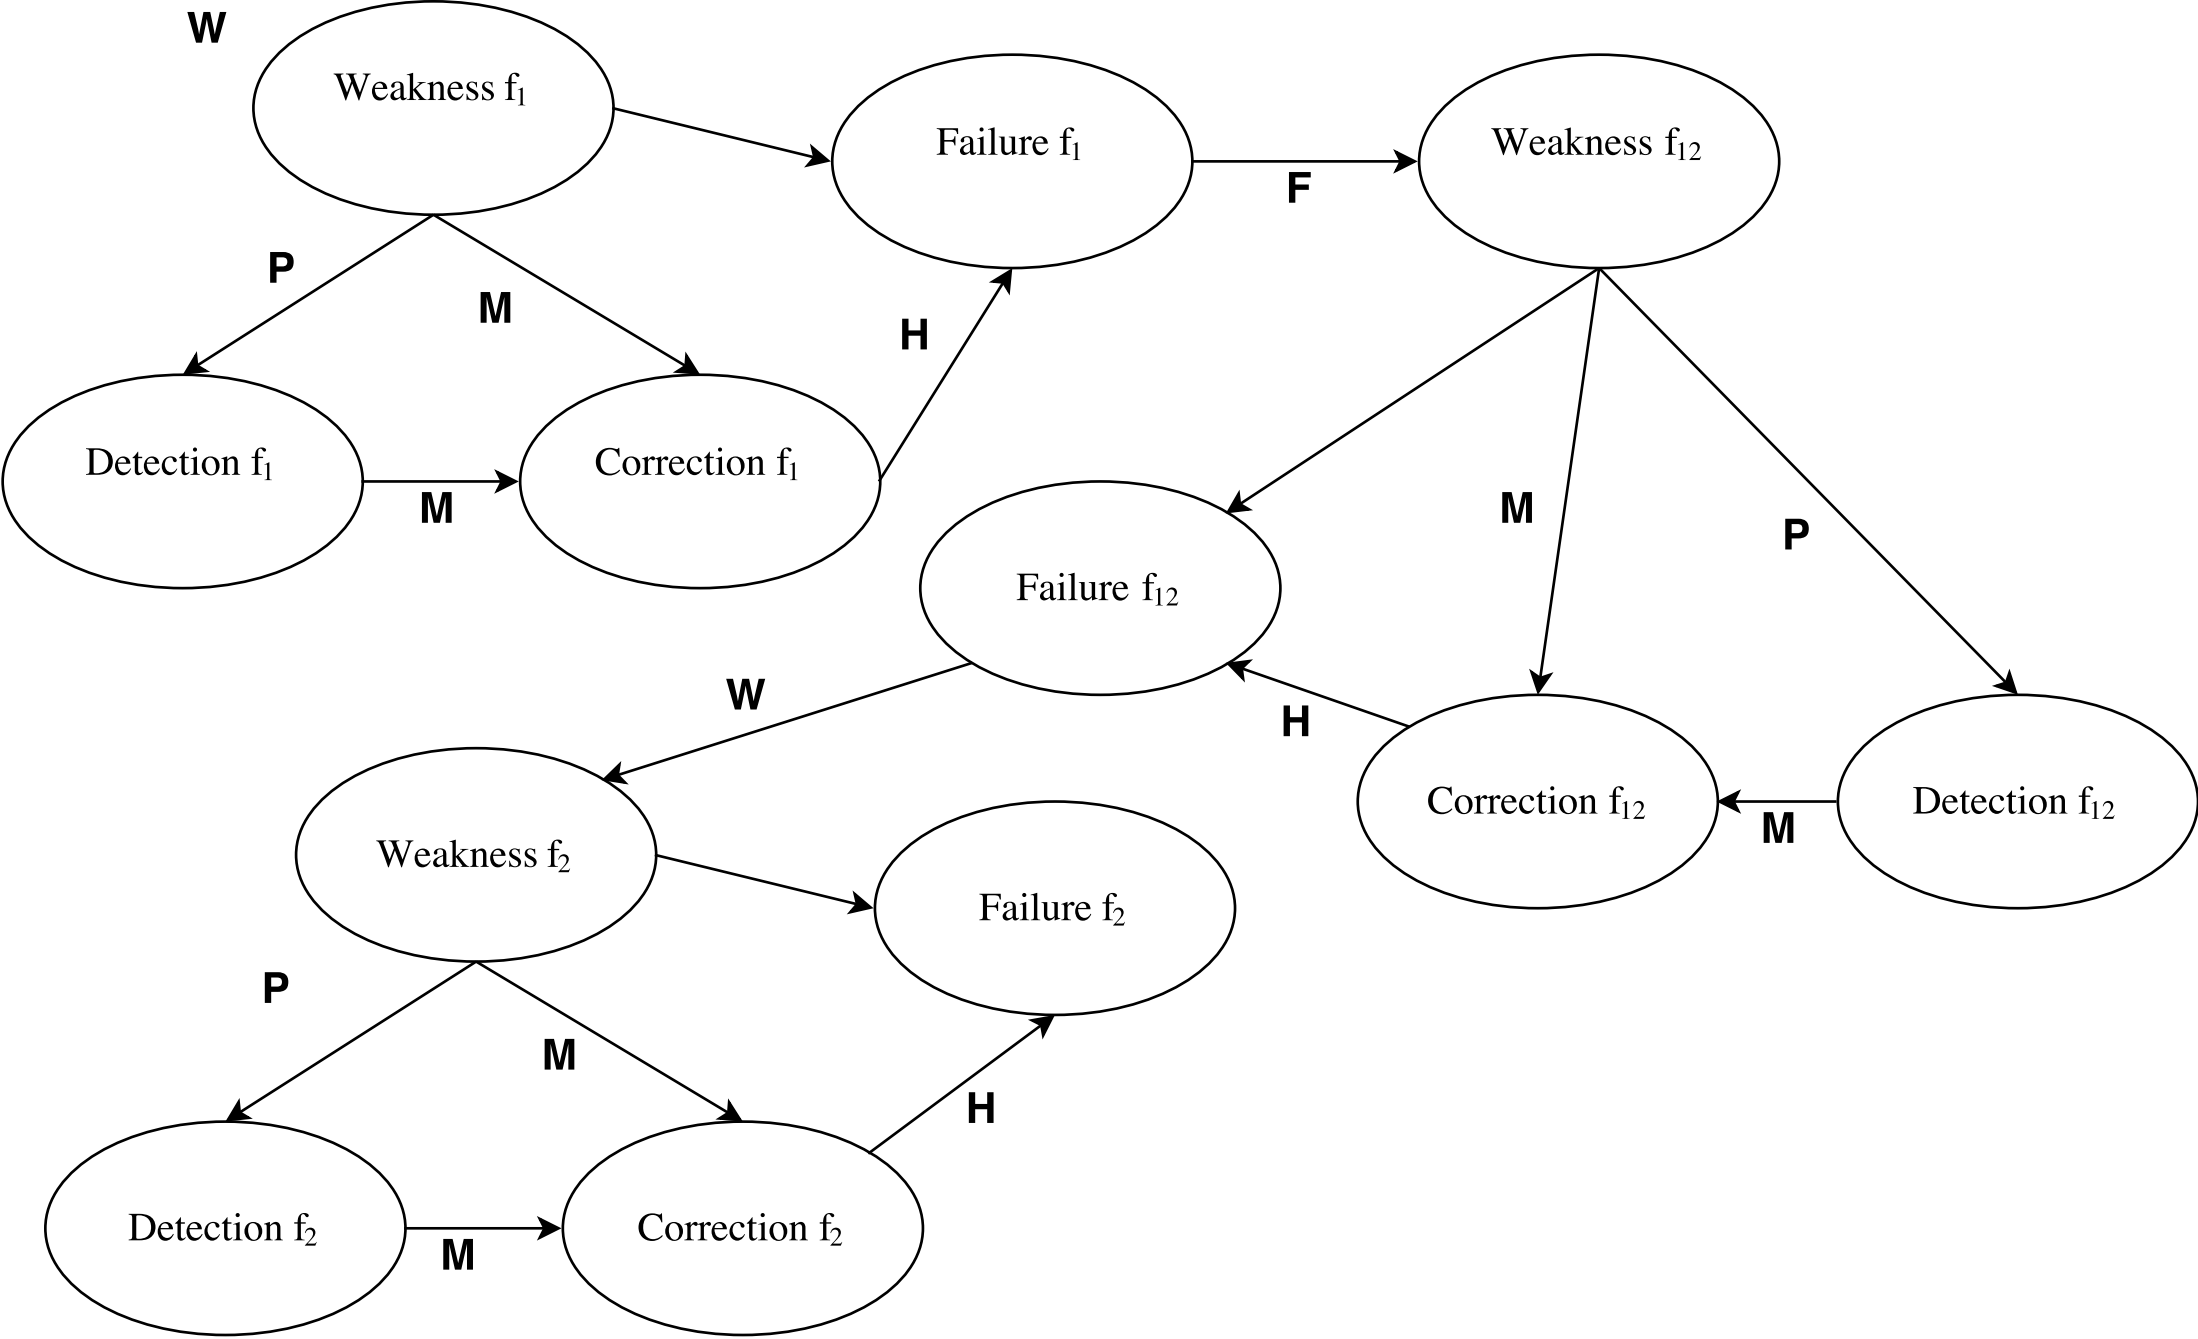 W
Weakness f₁
Failure f₁
Weakness f₁₂
F
P
M
H
Detection f₁
Correction f₁
M
M
P
Failure f₁₂
W
H
Correction f₁₂
Detection f₁₂
M
Weakness f₂
Failure f₂
P
M
H
Detection f₂
Correction f₂
M